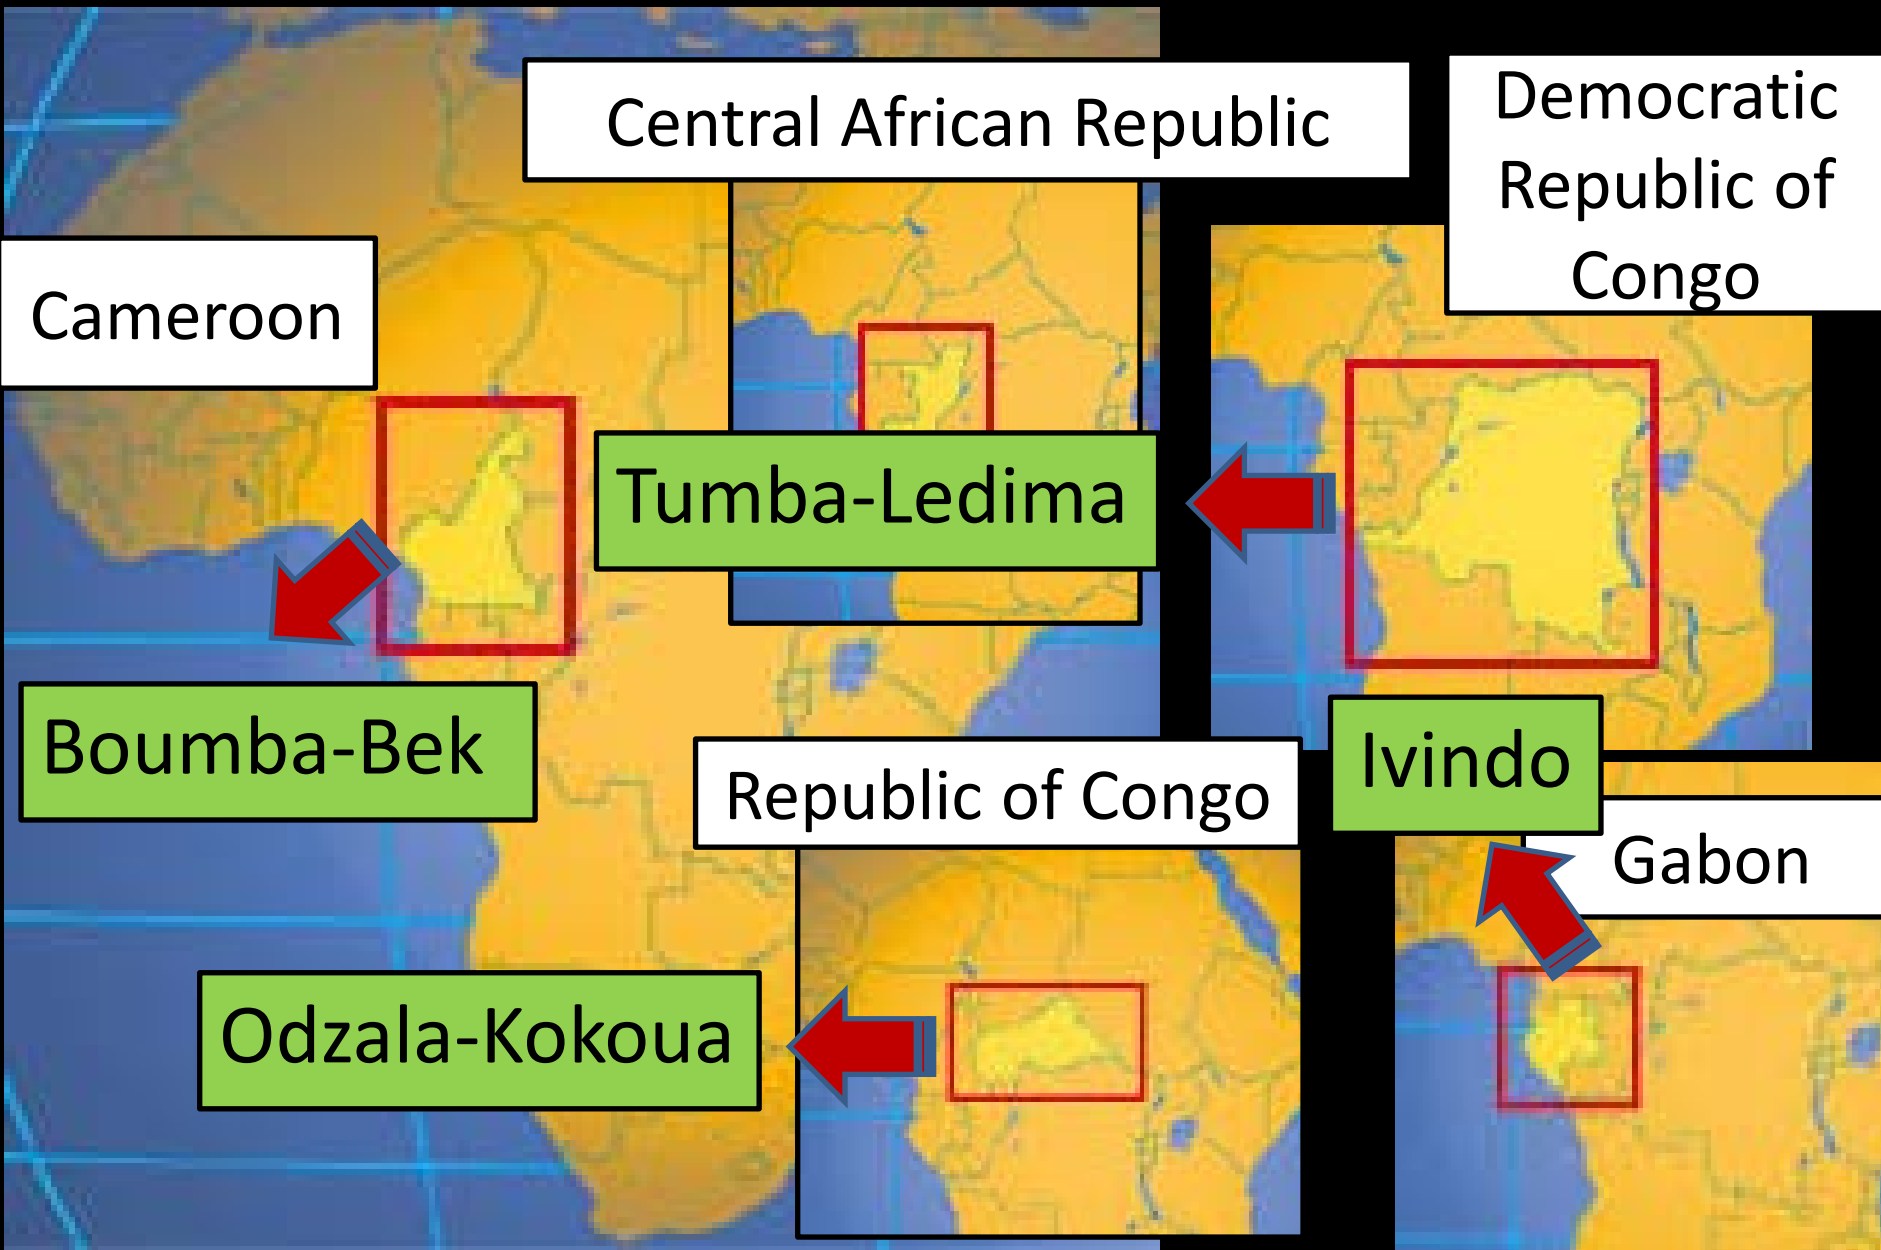 Central African Republic
Democratic
Republic of
Congo
Cameroon
Tumba-Ledima
Boumba-Bek
Republic of Congo
Ivindo
Gabon
Odzala-Kokoua